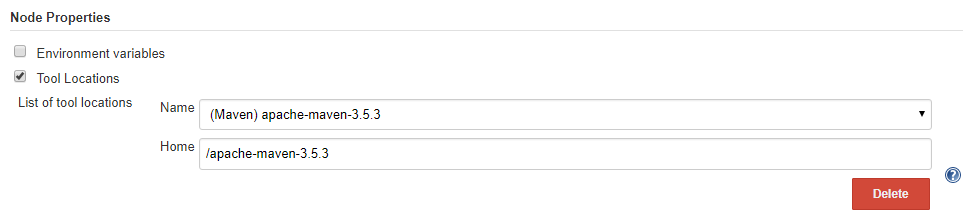 Node Properties
Environment variables
Tool Locations
List of tool locations
Name
(Maven) apache-maven-3.5.3
Home
/apache-maven-3.5.3
?
Delete